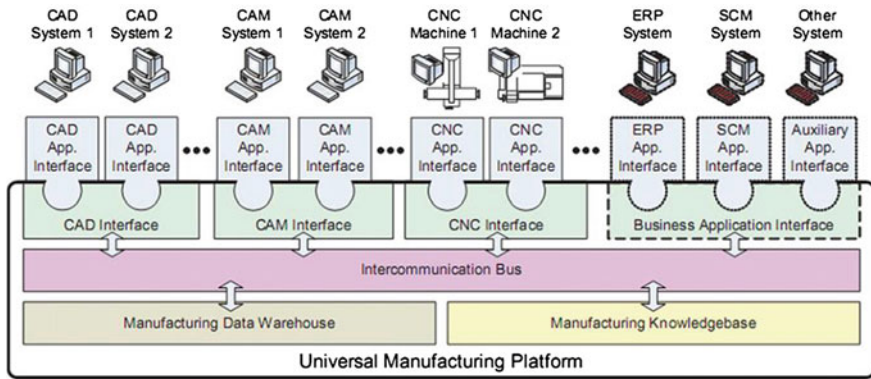 CAD
System 1
CAD
System 2
CAM
System 1
CAM
System 2
CNC
Machine 1
CNC
Machine 2
ERP
System
SCM
System
Other
System
CAD
App.
Interface
CAD
App.
Interface
CAM
App.
Interface
CAM
App.
Interface
CNC
App.
Interface
CNC
App.
Interface
ERP
App.
Interface
SCM
App.
Interface
Auxiliary
App.
Interface
CAD Interface
CAM Interface
CNC Interface
Business Application Interface
Intercommunication Bus
Manufacturing Data Warehouse
Manufacturing Knowledgebase
Universal Manufacturing Platform